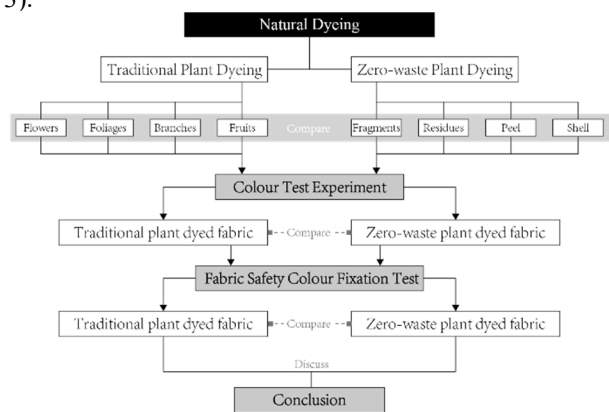 5).
Natural Dyeing
Traditional Plant Dyeing Zero-waste Plant Dyeing
Flowers Foliages Branches Fruits Compare Fragments Residues Peel Shell
Colour Test Experiment
Traditional plant dyed fabric Compare Zero-waste plant dyed fabric
Fabric Safety Colour Fixation Test
Traditional plant dyed fabric Compare Zero-waste plant dyed fabric
Discuss
Conclusion